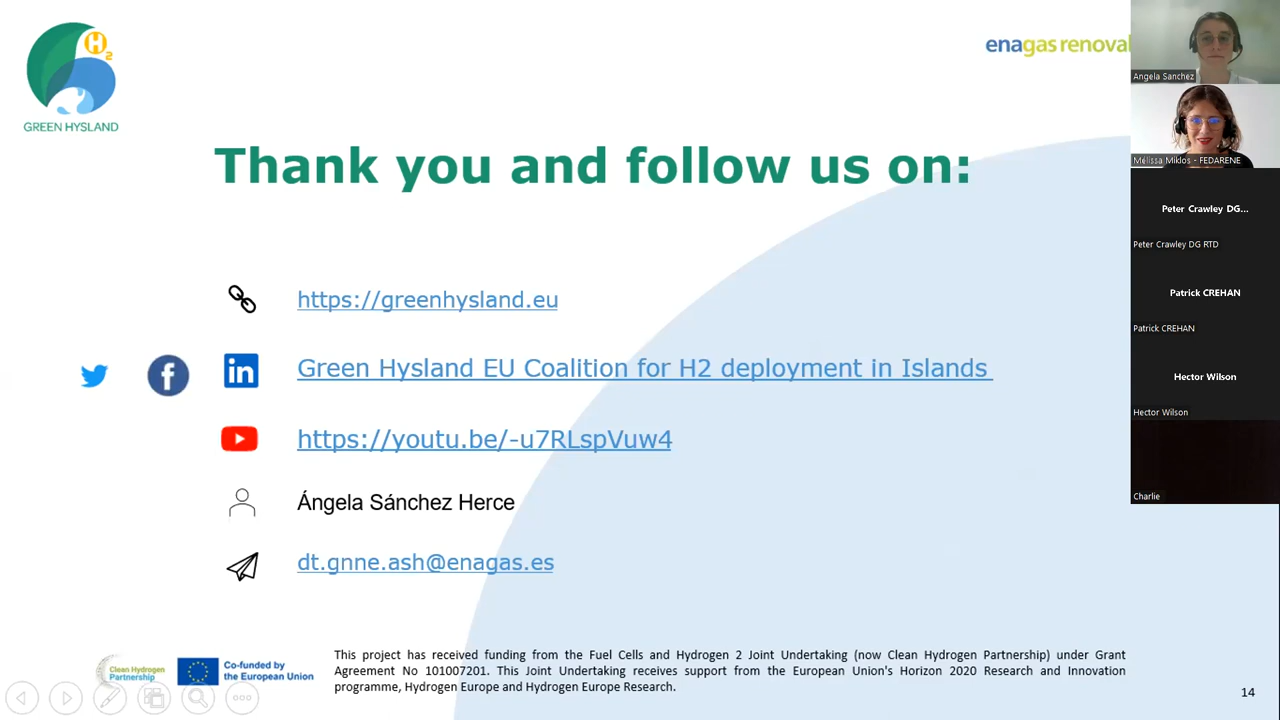 H2
GREEN HYSLAND
enagas renoval
Thank you and follow us on:
https://greenhysland.eu
Green Hysland EU Coalition for H2 deployment in Islands
https://youtu.be/-u7RLspVuw4
Ángela Sánchez Herce
dt.gnne.ash@enagas.es
Clean Hydrogen
Partnership
Co-funded by
the European Union
This project has received funding from the Fuel Cells and Hydrogen 2 Joint Undertaking (now Clean Hydrogen Partnership) under Grant
Agreement No 101007201. This Joint Undertaking receives support from the European Union's Horizon 2020 Research and Innovation
programme, Hydrogen Europe and Hydrogen Europe Research.
14
Angela Sanchez
Mélissa Miklos - FEDARENE
Peter Crawley DG...
Peter Crawley DG RTD
Patrick CREHAN
Patrick CREHAN
Hector Wilson
Hector Wilson
Charlie